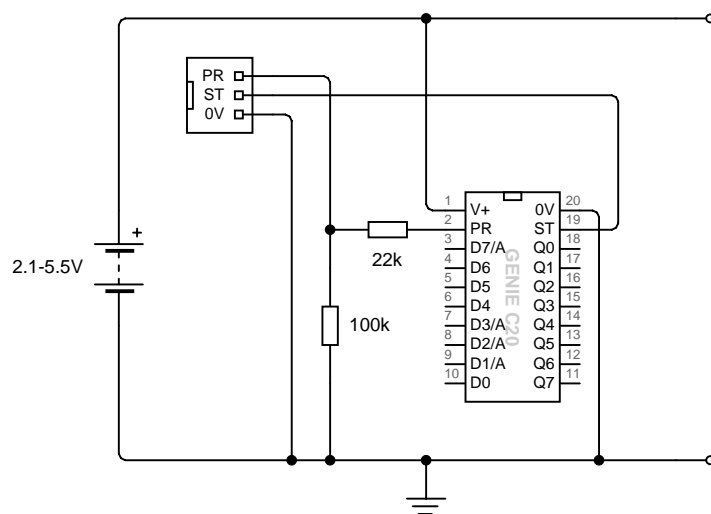 PR
ST
0V
+
2.1-5.5V
22k
100k
GENIE C20
1 V+ 0V 20
2 PR ST 19
3 D7/A Q0 18
4 D6 Q1 17
5 D5 Q2 16
6 D4 Q3 15
7 D3/A Q4 14
8 D2/A Q5 13
9 D1/A Q6 12
10 D0 Q7 11